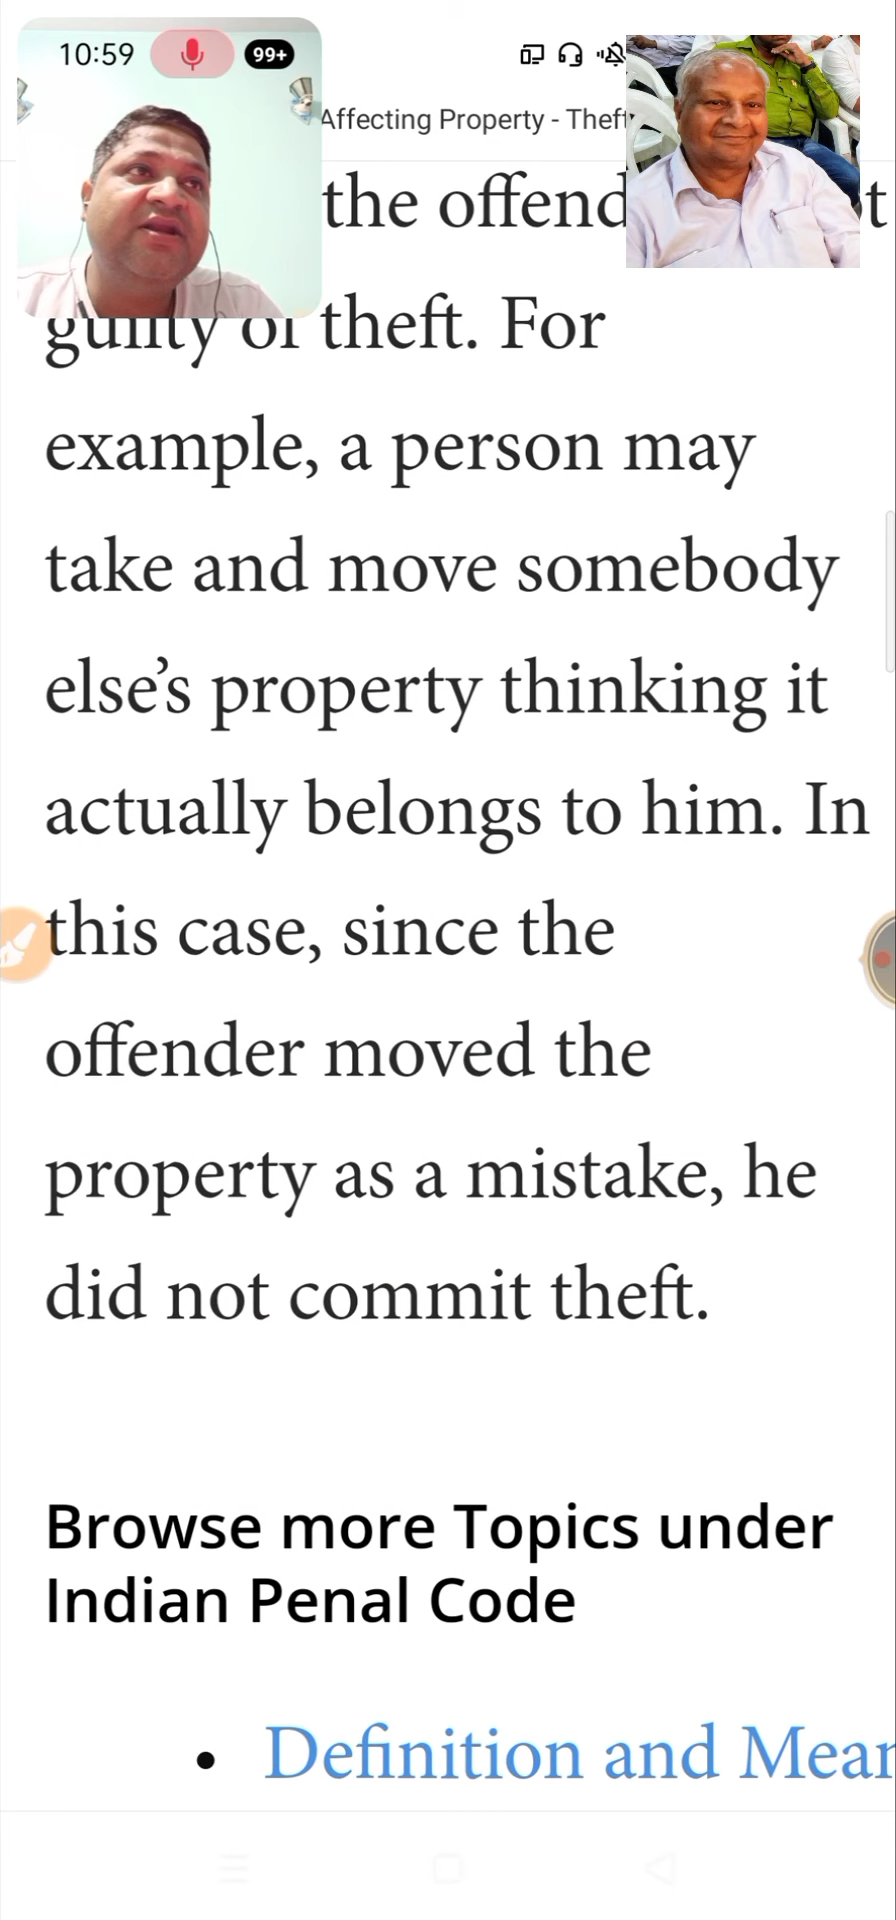 10:59 99+
Affecting Property - Theft
the offend t
guilty of theft. For
example, a person may
take and move somebody
else’s property thinking it
actually belongs to him. In
this case, since the
offender moved the
property as a mistake, he
did not commit theft.
Browse more Topics under
Indian Penal Code
• Definition and Mean